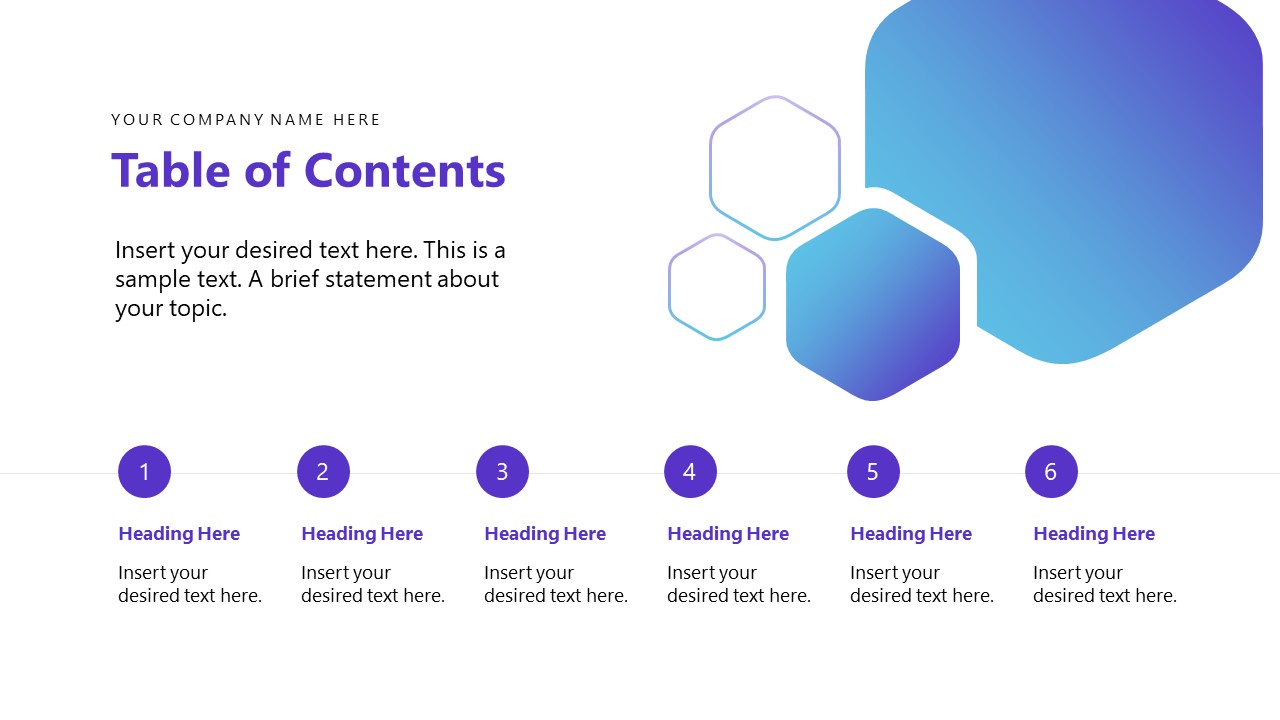 YOUR COMPANY NAME HERE
Table of Contents
Insert your desired text here. This is a
sample text. A brief statement about
your topic.
1
Heading Here
Insert your
desired text here.
2
Heading Here
Insert your
desired text here.
3
Heading Here
Insert your
desired text here.
4
Heading Here
Insert your
desired text here.
5
Heading Here
Insert your
desired text here.
6
Heading Here
Insert your
desired text here.